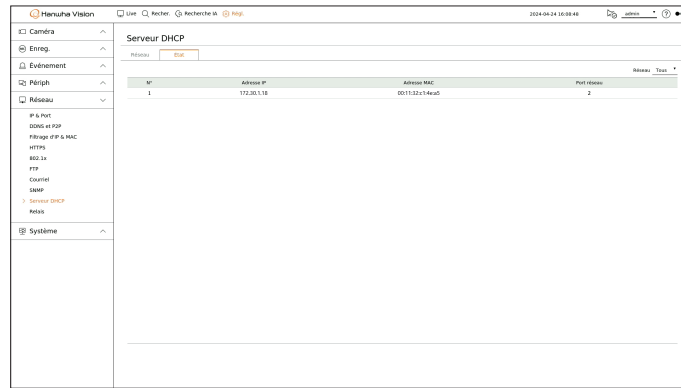 Hanwha Vision
Live Recher. Recherche IA Régl. 2024-04-24 16:08:48 admin
Caméra
Enreg.
Événement
Périph
Réseau
IP & Port
DDNS et P2P
Filtrage d'IP & MAC
HTTPS
802.1x
FTP
Courriel
SNMP
Serveur DHCP
Relais
Système
Serveur DHCP
Réseau Etat
Réseau Tous
N° Adresse IP Adresse MAC Port réseau
1 172.30.1.18 00:11:32:c1:4e:a5 2